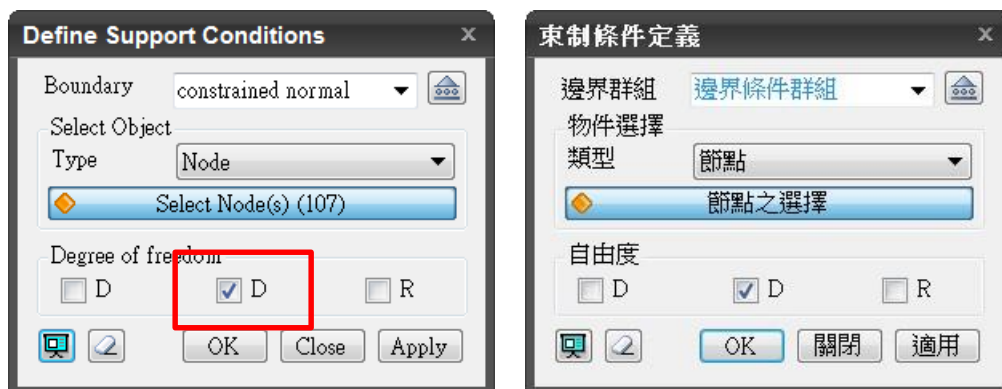 Define Support Conditions x
Boundary constrained normal
Select Object
Type Node
Select Node(s) (107)
Degree of freedom
D D R
OK Close Apply
束制條件定義 x
邊界群組 邊界條件群組
物件選擇
類型 節點
節點之選擇
自由度
D D R
OK 關閉 適用